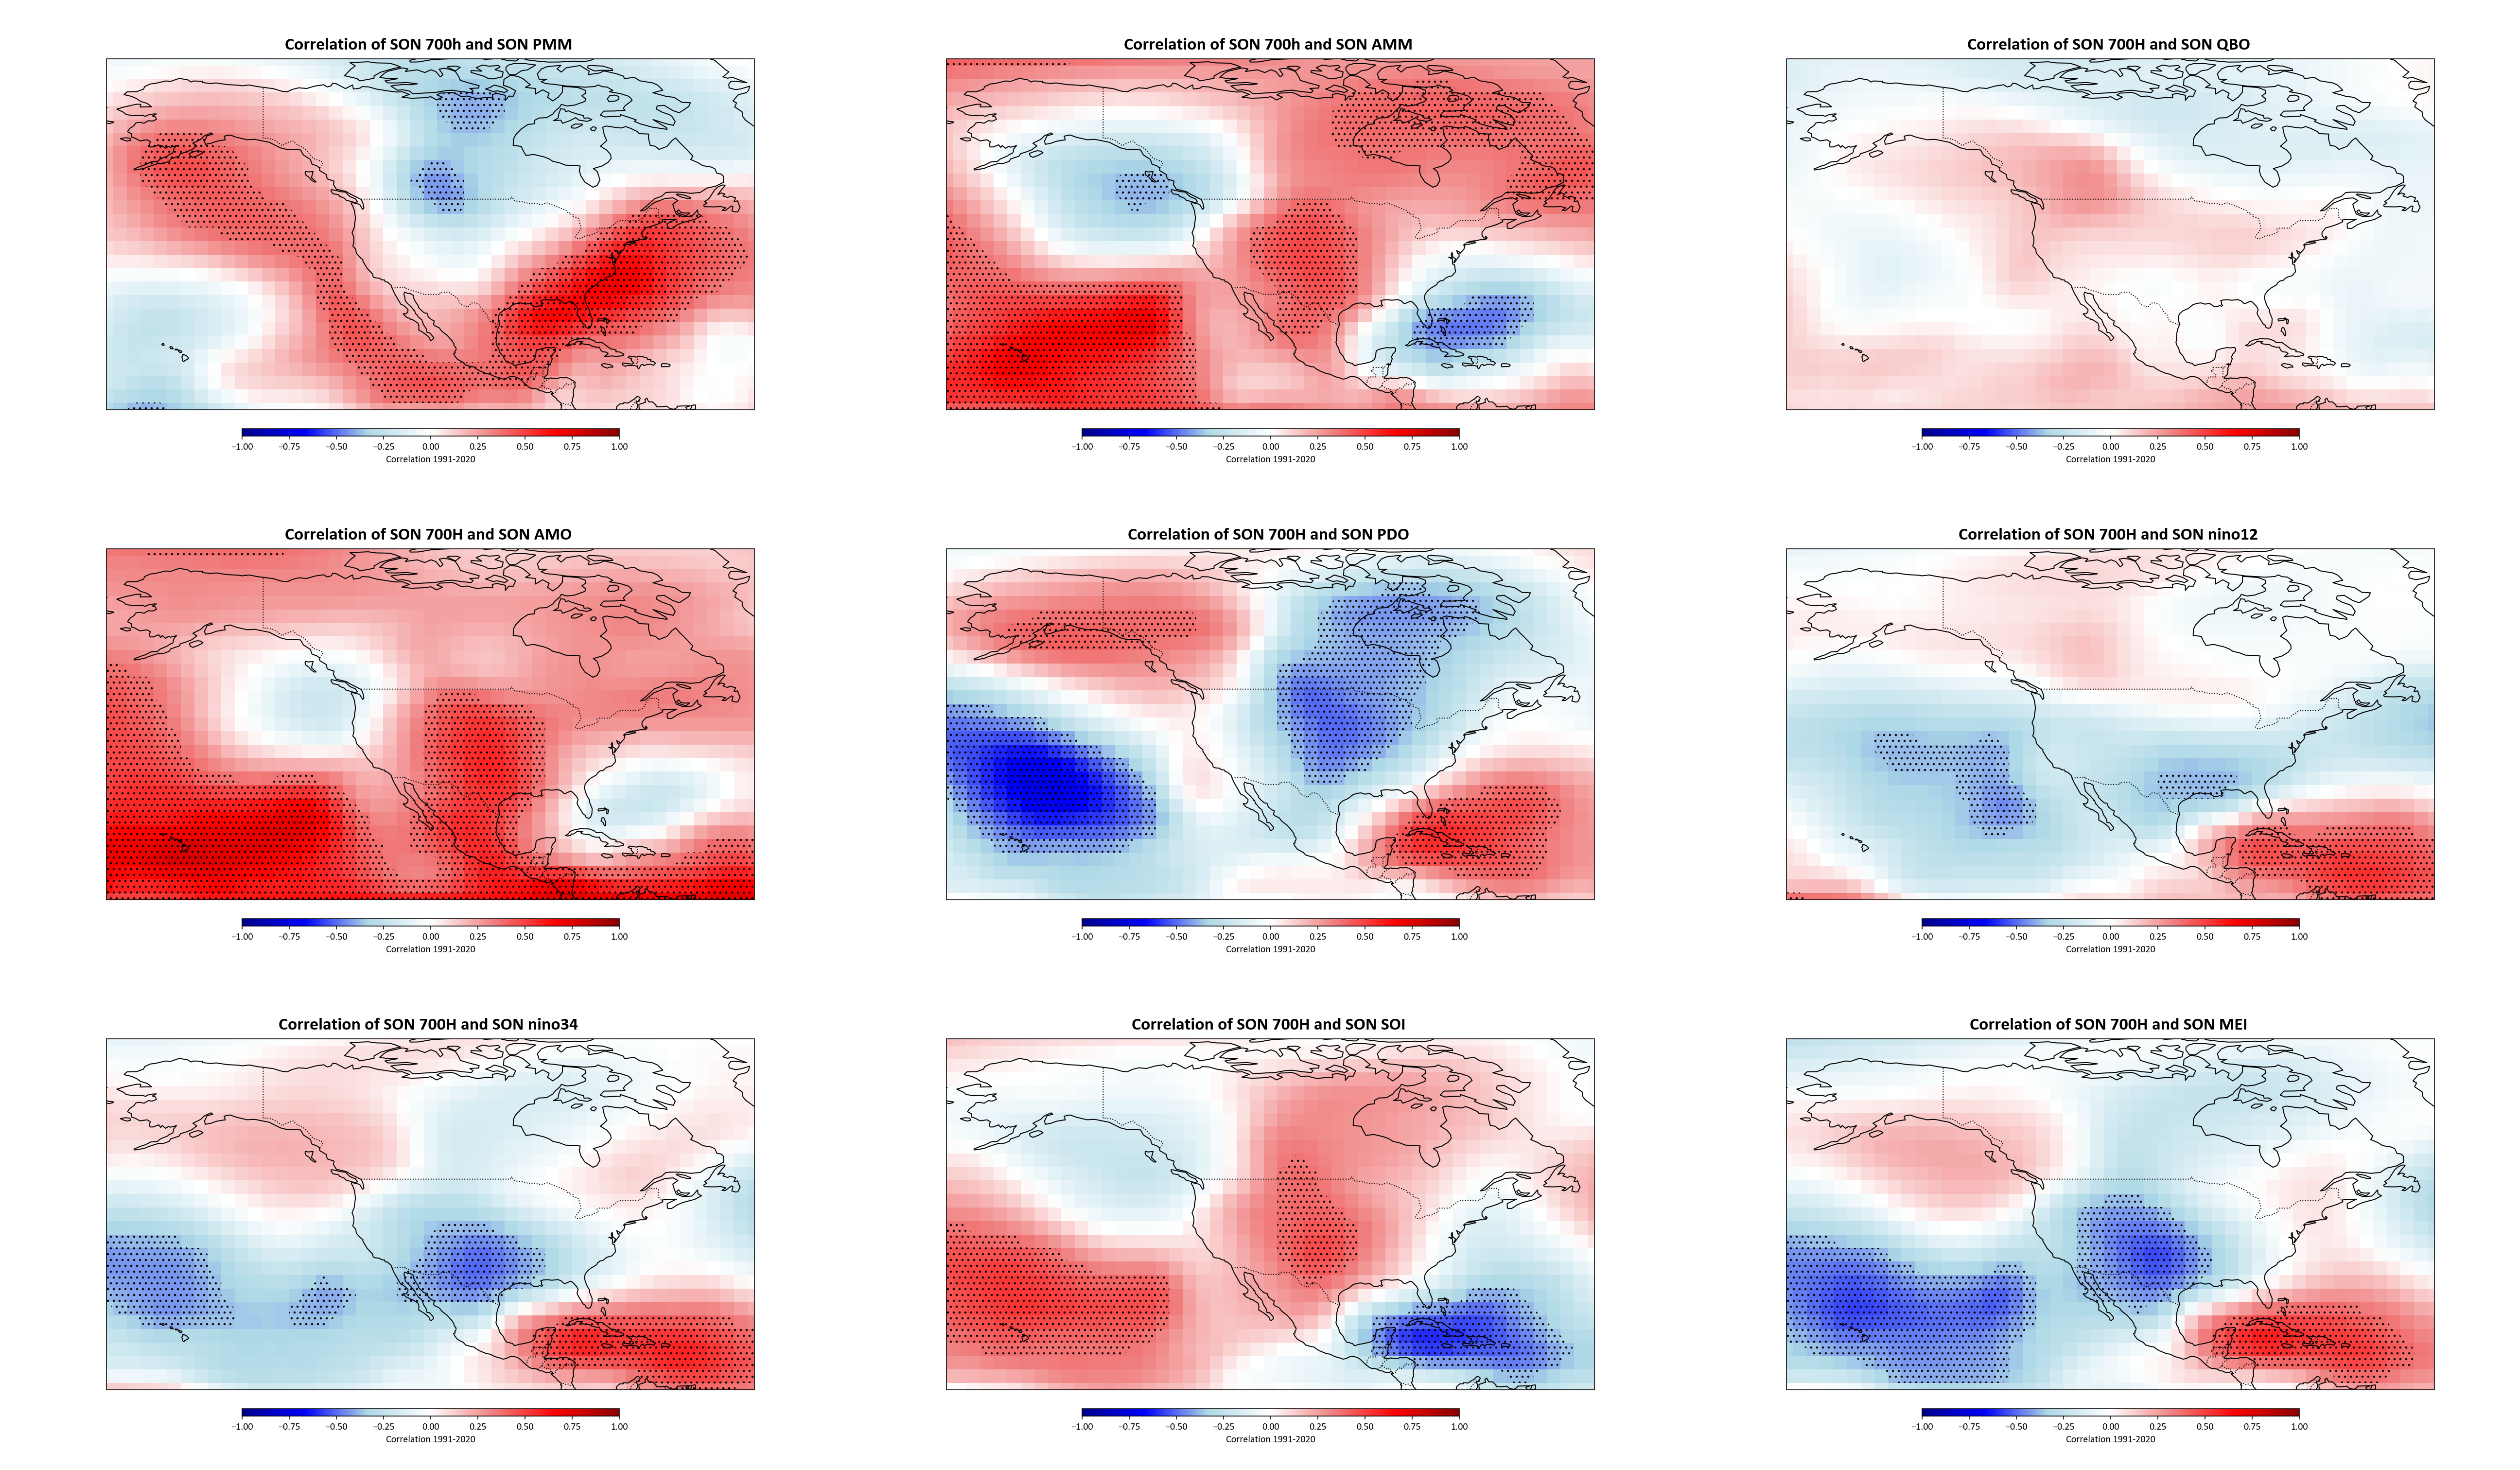 Correlation of SON 700h and SON PMM
−1.00 −0.75 −0.50 −0.25 0.00 0.25 0.50 0.75 1.00
Correlation 1991-2020
Correlation of SON 700h and SON AMM
−1.00 −0.75 −0.50 −0.25 0.00 0.25 0.50 0.75 1.00
Correlation 1991-2020
Correlation of SON 700H and SON QBO
−1.00 −0.75 −0.50 −0.25 0.00 0.25 0.50 0.75 1.00
Correlation 1991-2020
Correlation of SON 700H and SON AMO
−1.00 −0.75 −0.50 −0.25 0.00 0.25 0.50 0.75 1.00
Correlation 1991-2020
Correlation of SON 700H and SON PDO
−1.00 −0.75 −0.50 −0.25 0.00 0.25 0.50 0.75 1.00
Correlation 1991-2020
Correlation of SON 700H and SON nino12
−1.00 −0.75 −0.50 −0.25 0.00 0.25 0.50 0.75 1.00
Correlation 1991-2020
Correlation of SON 700H and SON nino34
−1.00 −0.75 −0.50 −0.25 0.00 0.25 0.50 0.75 1.00
Correlation 1991-2020
Correlation of SON 700H and SON SOI
−1.00 −0.75 −0.50 −0.25 0.00 0.25 0.50 0.75 1.00
Correlation 1991-2020
Correlation of SON 700H and SON MEI
−1.00 −0.75 −0.50 −0.25 0.00 0.25 0.50 0.75 1.00
Correlation 1991-2020